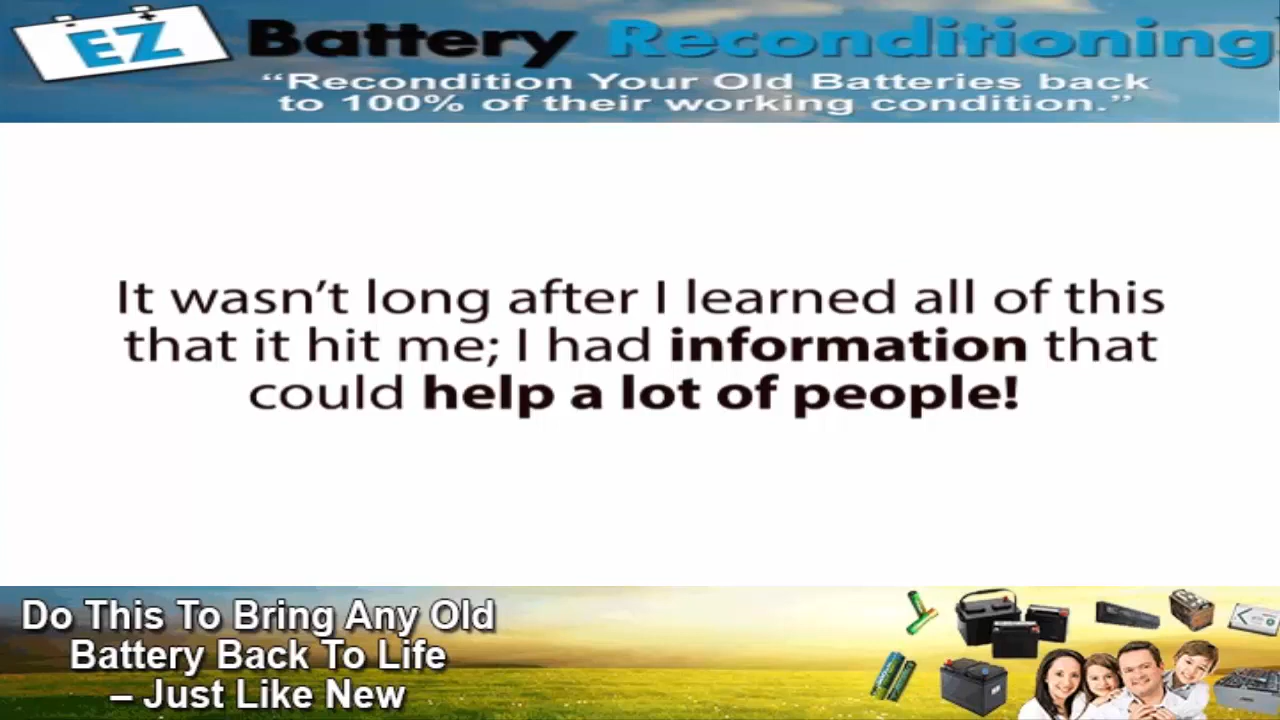 EZ
Battery Reconditioning
“Recondition Your Old Batteries back
to 100% of their working condition.”
It wasn’t long after I learned all of this
that it hit me; I had information that
could help a lot of people!
Do This To Bring Any Old
Battery Back To Life
– Just Like New